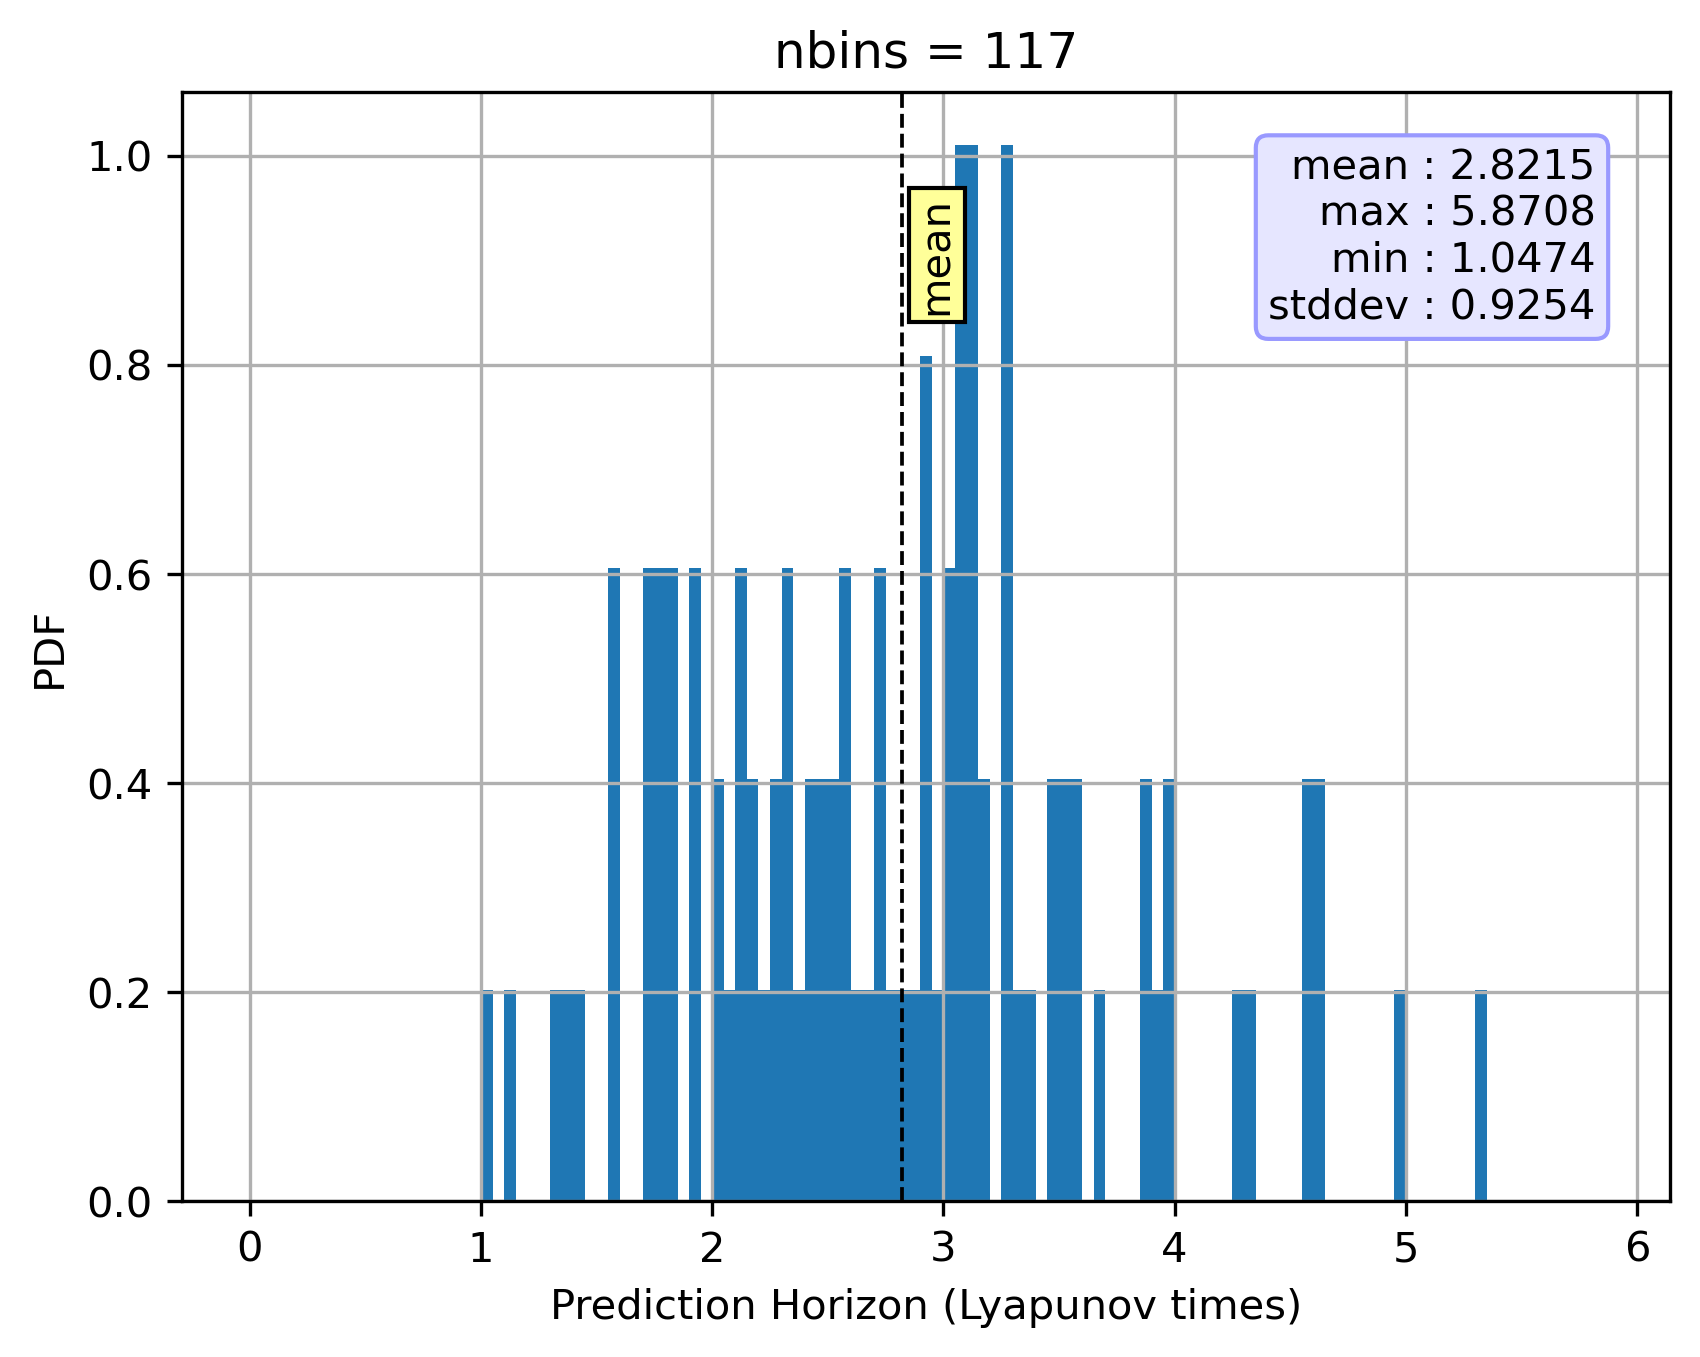 nbins = 117
1.0
0.8
0.6
0.4
0.2
0.0
PDF
mean
mean : 2.8215
max : 5.8708
min : 1.0474
stddev : 0.9254
0 1 2 3 4 5 6
Prediction Horizon (Lyapunov times)